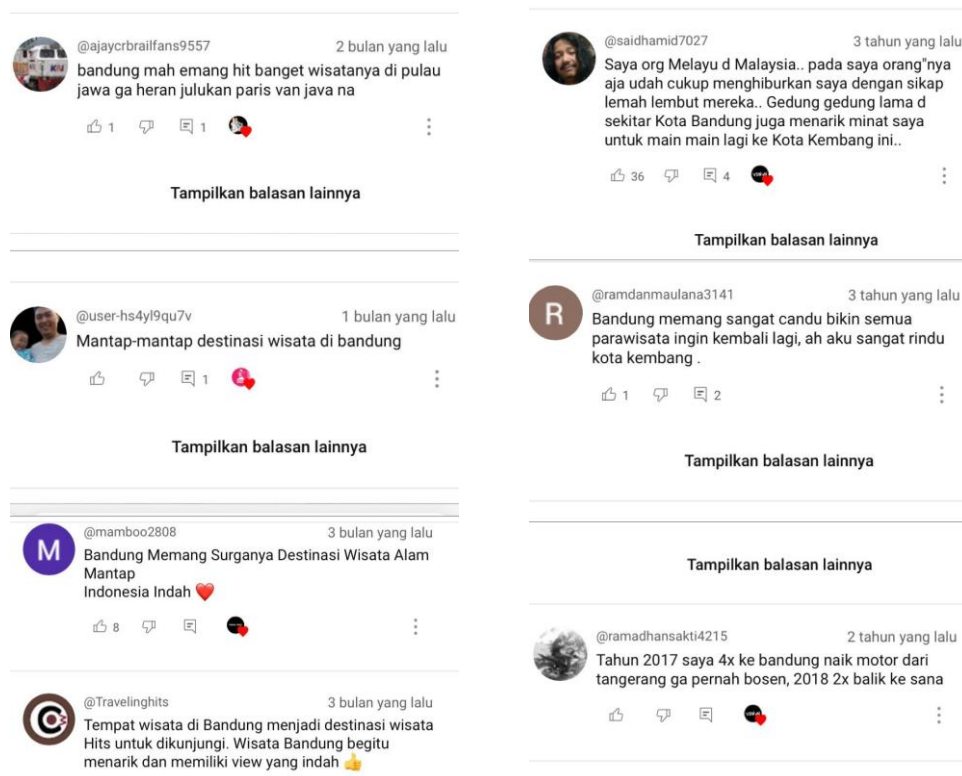 @ajaycrbrailfans9557 2 bulan yang lalu
bandung mah emang hit banget wisatanya di pulau
jawa ga heran julukan paris van java na
1 1
Tampilkan balasan lainnya
@user-hs4yl9qu7v 1 bulan yang lalu
Mantap-mantap destinasi wisata di bandung
1
Tampilkan balasan lainnya
M
@mamboo2808 3 bulan yang lalu
Bandung Memang Surganya Destinasi Wisata Alam
Mantap
Indonesia Indah ❤️
8
@Travelinghits 3 bulan yang lalu
Tempat wisata di Bandung menjadi destinasi wisata
Hits untuk dikunjungi. Wisata Bandung begitu
menarik dan memiliki view yang indah 👍
@saidhamid7027 3 tahun yang lalu
Saya org Melayu d Malaysia.. pada saya orang"nya
aja udah cukup menghiburkan saya dengan sikap
lemah lembut mereka.. Gedung gedung lama d
sekitar Kota Bandung juga menarik minat saya
untuk main main lagi ke Kota Kembang ini..
36 4
Tampilkan balasan lainnya
R
@ramdanmaulana3141 3 tahun yang lalu
Bandung memang sangat candu bikin semua
parawisata ingin kembali lagi, ah aku sangat rindu
kota kembang .
1 2
Tampilkan balasan lainnya
Tampilkan balasan lainnya
@ramadhansakti4215 2 tahun yang lalu
Tahun 2017 saya 4x ke bandung naik motor dari
tangerang ga pernah bosen, 2018 2x balik ke sana